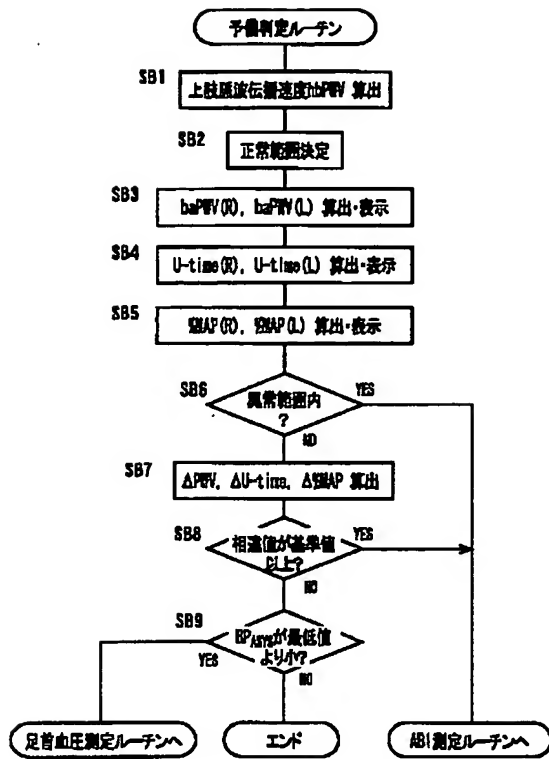 予備判定ルーチン
SB1
上肢脈波伝播速度hbPWV 算出
SB2
正常範囲決定
SB3
baPWV(R), baPWV(L) 算出・表示
SB4
U-time(R), U-time(L) 算出・表示
SB5
%MAP(R), %MAP(L) 算出・表示
SB6
異常範囲内
?
YES
NO
SB7
ΔPWV, ΔU-time, Δ%MAP 算出
SB8
相違値が基準値
以上?
YES
NO
SB9
BPASYSが最低値
より小?
YES
NO
足首血圧測定ルーチンへ
エンド
ABI測定ルーチンへ